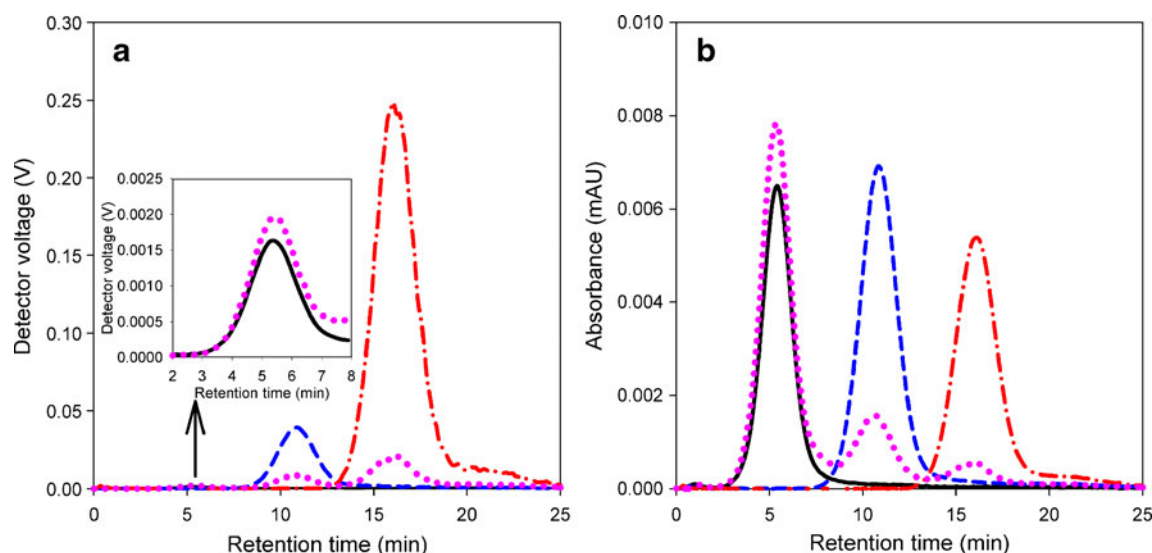 a
Detector voltage (V)
0.30
0.25
0.20
0.15
0.10
0.05
0.00
0 5 10 15 20 25
Retention time (min)
Detector voltage (V)
0.0025
0.0020
0.0015
0.0010
0.0005
0.0000
2 3 4 5 6 7 8
Retention time (min)
b
Absorbance (mAU)
0.010
0.008
0.006
0.004
0.002
0.000
0 5 10 15 20 25
Retention time (min)